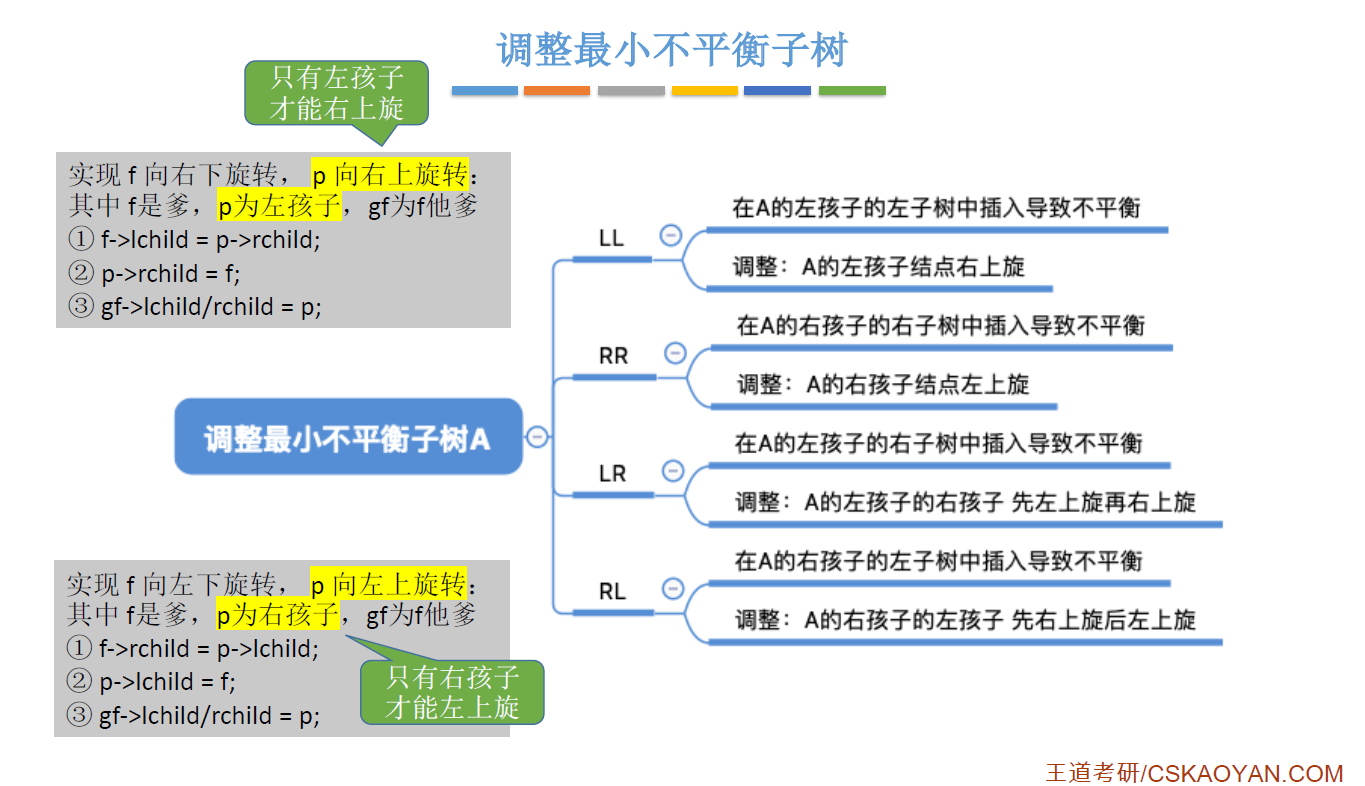 调整最小不平衡子树
只有左孩子
才能右上旋
实现 f 向右下旋转， p 向右上旋转：
其中 f是爹，p为左孩子，gf为f他爹
① f->lchild = p->rchild;
② p->rchild = f;
③ gf->lchild/rchild = p;
调整最小不平衡子树A
LL
在A的左孩子的左子树中插入导致不平衡
调整：A的左孩子结点右上旋
RR
在A的右孩子的右子树中插入导致不平衡
调整：A的右孩子结点左上旋
LR
在A的左孩子的右子树中插入导致不平衡
调整：A的左孩子的右孩子 先左上旋再右上旋
RL
在A的右孩子的左子树中插入导致不平衡
调整：A的右孩子的左孩子 先右上旋后左上旋
实现 f 向左下旋转， p 向左上旋转：
其中 f是爹，p为右孩子，gf为f他爹
① f->rchild = p->lchild;
② p->lchild = f;
③ gf->lchild/rchild = p;
只有右孩子
才能左上旋
王道考研/CSKAOYAN.COM